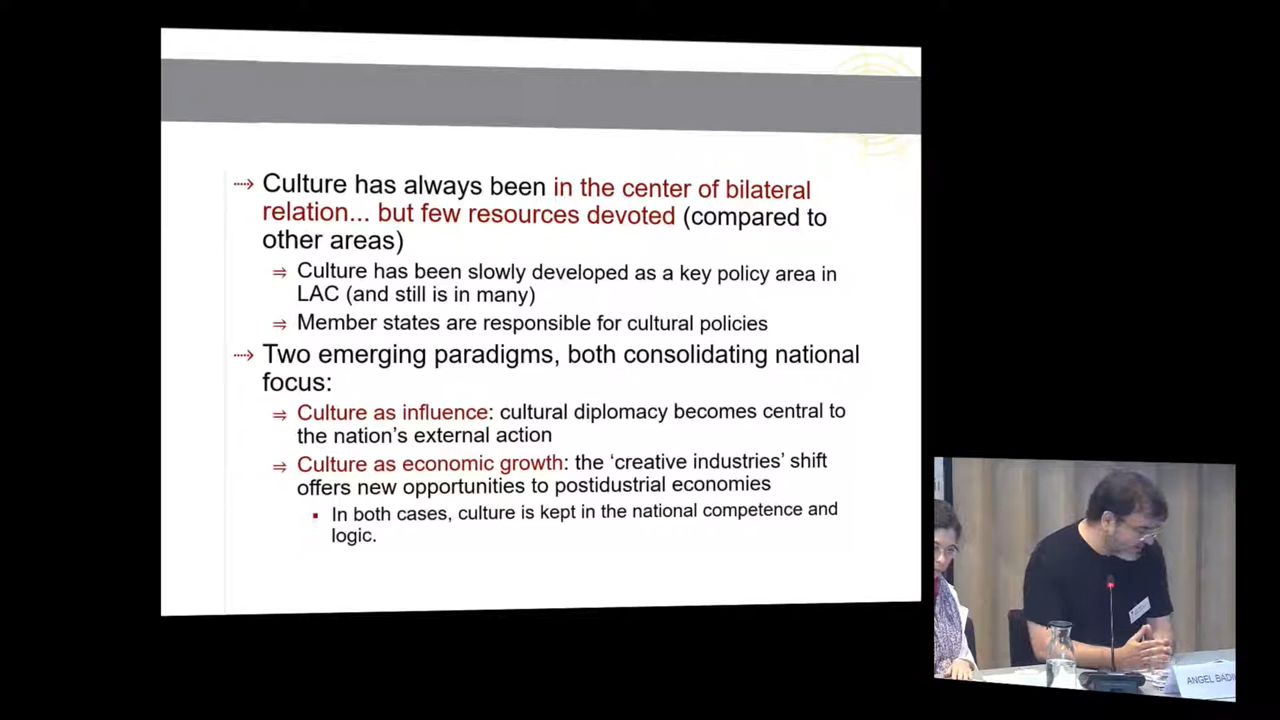 Culture has always been in the center of bilateral
relation... but few resources devoted (compared to
other areas)
Culture has been slowly developed as a key policy area in
LAC (and still is in many)
Member states are responsible for cultural policies
Two emerging paradigms, both consolidating national
focus:
Culture as influence: cultural diplomacy becomes central to
the nation's external action
Culture as economic growth: the ‘creative industries’ shift
offers new opportunities to postidustrial economies
In both cases, culture is kept in the national competence and
logic.
ANGEL BADI